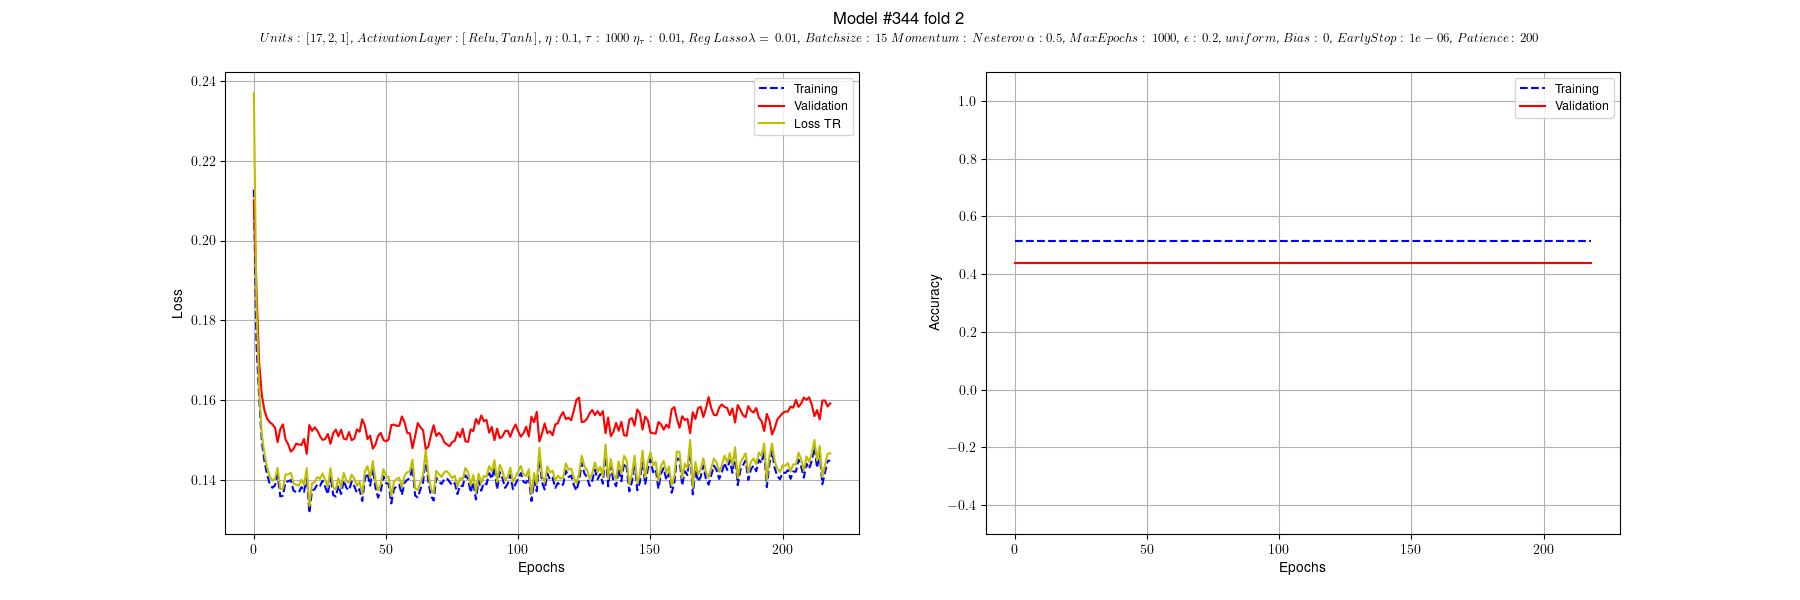 Model #344 fold 2
Units : [17, 2, 1], ActivationLayer : [ Relu, Tanh ], η : 0.1, τ : 1000 ητ : 0.01, Reg Lassoλ = 0.01, Batchsize : 15 Momentum : Nesterov α : 0.5, MaxEpochs : 1000, ϵ : 0.2, uniform, Bias : 0, EarlyStop : 1e − 06, Patience : 200
0.24
0.22
0.20
0.18
0.16
0.14
Loss
0 50 100 150 200
Epochs
Training
Validation
Loss TR
1.0
0.8
0.6
0.4
0.2
0.0
−0.2
−0.4
Accuracy
0 50 100 150 200
Epochs
Training
Validation